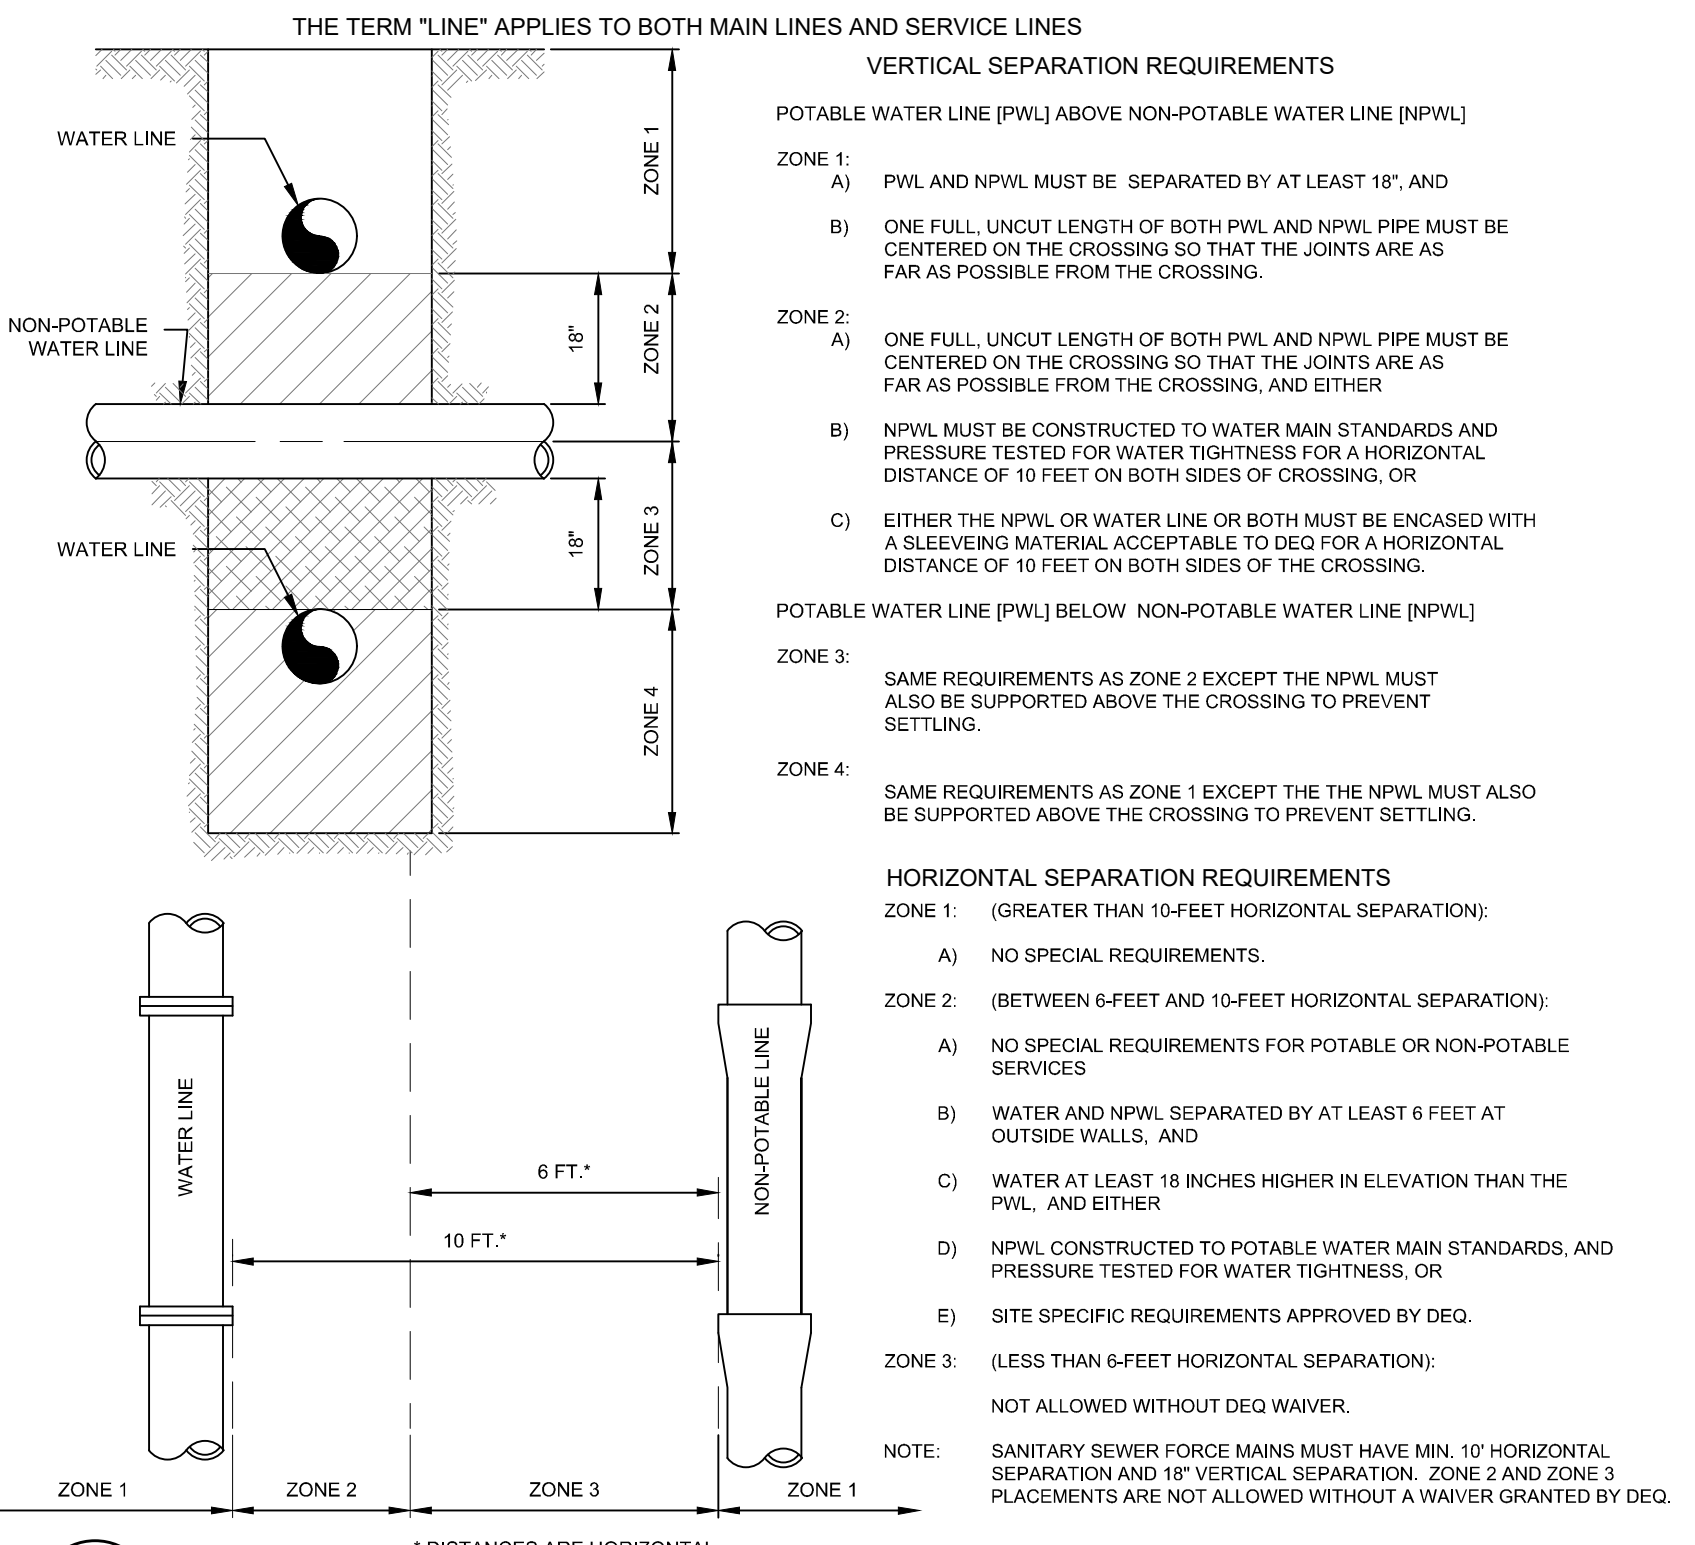 THE TERM "LINE" APPLIES TO BOTH MAIN LINES AND SERVICE LINES
WATER LINE
NON-POTABLE
WATER LINE
WATER LINE
ZONE 1
ZONE 2
ZONE 3
ZONE 4
18"
18"
VERTICAL SEPARATION REQUIREMENTS
POTABLE WATER LINE [PWL] ABOVE NON-POTABLE WATER LINE [NPWL]
ZONE 1:
A) PWL AND NPWL MUST BE SEPARATED BY AT LEAST 18", AND
B) ONE FULL, UNCUT LENGTH OF BOTH PWL AND NPWL PIPE MUST BE
CENTERED ON THE CROSSING SO THAT THE JOINTS ARE AS
FAR AS POSSIBLE FROM THE CROSSING.
ZONE 2:
A) ONE FULL, UNCUT LENGTH OF BOTH PWL AND NPWL PIPE MUST BE
CENTERED ON THE CROSSING SO THAT THE JOINTS ARE AS
FAR AS POSSIBLE FROM THE CROSSING, AND EITHER
B) NPWL MUST BE CONSTRUCTED TO WATER MAIN STANDARDS AND
PRESSURE TESTED FOR WATER TIGHTNESS FOR A HORIZONTAL
DISTANCE OF 10 FEET ON BOTH SIDES OF CROSSING, OR
C) EITHER THE NPWL OR WATER LINE OR BOTH MUST BE ENCASED WITH
A SLEEVEING MATERIAL ACCEPTABLE TO DEQ FOR A HORIZONTAL
DISTANCE OF 10 FEET ON BOTH SIDES OF THE CROSSING.
POTABLE WATER LINE [PWL] BELOW NON-POTABLE WATER LINE [NPWL]
ZONE 3:
SAME REQUIREMENTS AS ZONE 2 EXCEPT THE NPWL MUST
ALSO BE SUPPORTED ABOVE THE CROSSING TO PREVENT
SETTLING.
ZONE 4:
SAME REQUIREMENTS AS ZONE 1 EXCEPT THE THE NPWL MUST ALSO
BE SUPPORTED ABOVE THE CROSSING TO PREVENT SETTLING.
HORIZONTAL SEPARATION REQUIREMENTS
ZONE 1: (GREATER THAN 10-FEET HORIZONTAL SEPARATION):
A) NO SPECIAL REQUIREMENTS.
ZONE 2: (BETWEEN 6-FEET AND 10-FEET HORIZONTAL SEPARATION):
A) NO SPECIAL REQUIREMENTS FOR POTABLE OR NON-POTABLE
SERVICES
B) WATER AND NPWL SEPARATED BY AT LEAST 6 FEET AT
OUTSIDE WALLS, AND
C) WATER AT LEAST 18 INCHES HIGHER IN ELEVATION THAN THE
PWL, AND EITHER
D) NPWL CONSTRUCTED TO POTABLE WATER MAIN STANDARDS, AND
PRESSURE TESTED FOR WATER TIGHTNESS, OR
E) SITE SPECIFIC REQUIREMENTS APPROVED BY DEQ.
ZONE 3: (LESS THAN 6-FEET HORIZONTAL SEPARATION):
NOT ALLOWED WITHOUT DEQ WAIVER.
NOTE: SANITARY SEWER FORCE MAINS MUST HAVE MIN. 10' HORIZONTAL
SEPARATION AND 18" VERTICAL SEPARATION. ZONE 2 AND ZONE 3
PLACEMENTS ARE NOT ALLOWED WITHOUT A WAIVER GRANTED BY DEQ.
WATER LINE
NON-POTABLE LINE
6 FT.*
10 FT.*
ZONE 1
ZONE 2
ZONE 3
ZONE 1
* DISTANCES ARE HORIZONTAL